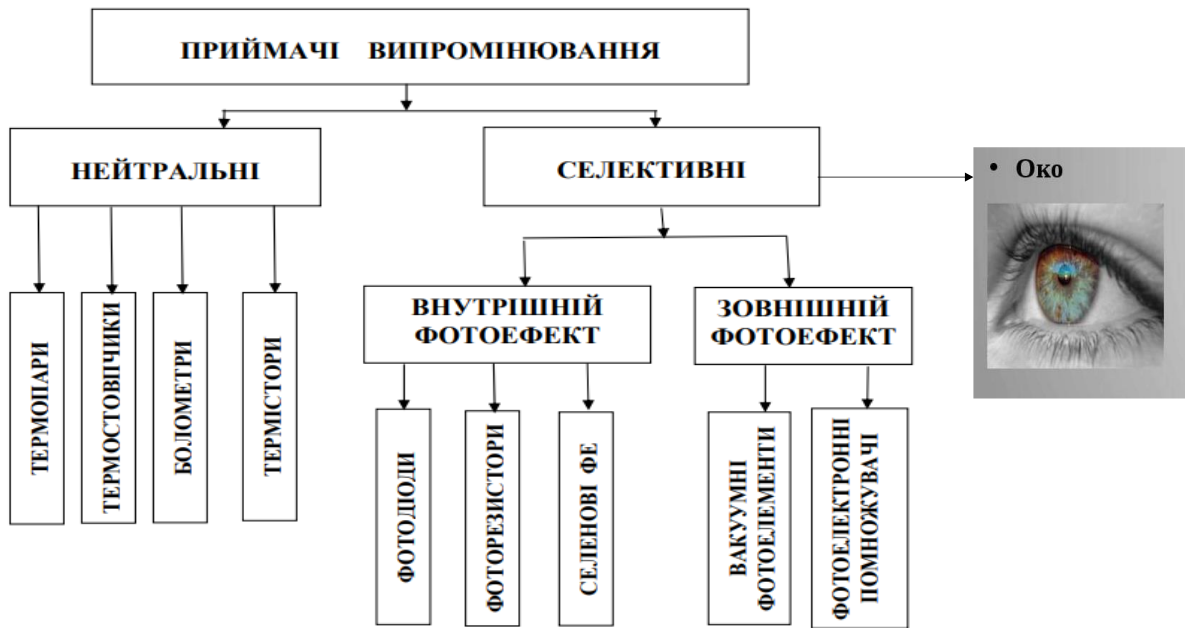 ПРИЙМАЧІ ВИПРОМІНЮВАННЯ
НЕЙТРАЛЬНІ
СЕЛЕКТИВНІ
• Око
ВНУТРІШНІЙ
ФОТОЕФЕКТ
ЗОВНІШНІЙ
ФОТОЕФЕКТ
ТЕРМОПАРИ
ТЕРМОСТОВПЧИКИ
БОЛОМЕТРИ
ТЕРМІСТОРИ
ФОТОДІОДИ
ФОТОРЕЗИСТОРИ
СЕЛЕНОВІ ФЕ
ВАКУУМНІ
ФОТОЕЛЕМЕНТИ
ФОТОЕЛЕКТРОННІ
ПОМНОЖУВАЧІ